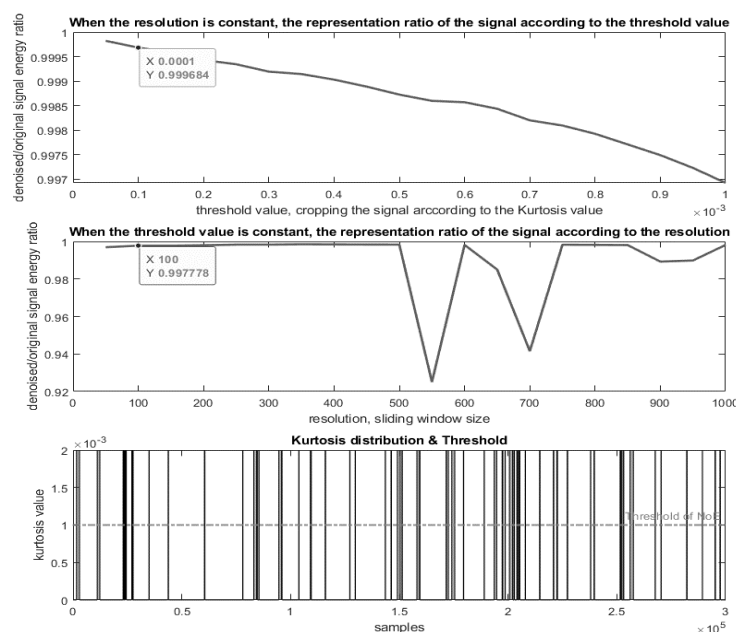 When the resolution is constant, the representation ratio of the signal according to the threshold value
denoised/original signal energy ratio
1
0.9995
0.999
0.9985
0.998
0.9975
0.997
X 0.0001
Y 0.999684
0 0.1 0.2 0.3 0.4 0.5 0.6 0.7 0.8 0.9 1
threshold value, cropping the signal arccording to the Kurtosis value
×10⁻³
When the threshold value is constant, the representation ratio of the signal according to the resolution
denoised/original signal energy ratio
1
0.98
0.96
0.94
0.92
X 100
Y 0.997778
0 100 200 300 400 500 600 700 800 900 1000
resolution, sliding window size
Kurtosis distribution & Threshold
×10⁻³
kurtosis value
2
1.5
1
0.5
0
Threshold of
0 0.5 1 1.5 2 2.5 3
samples
×10⁵